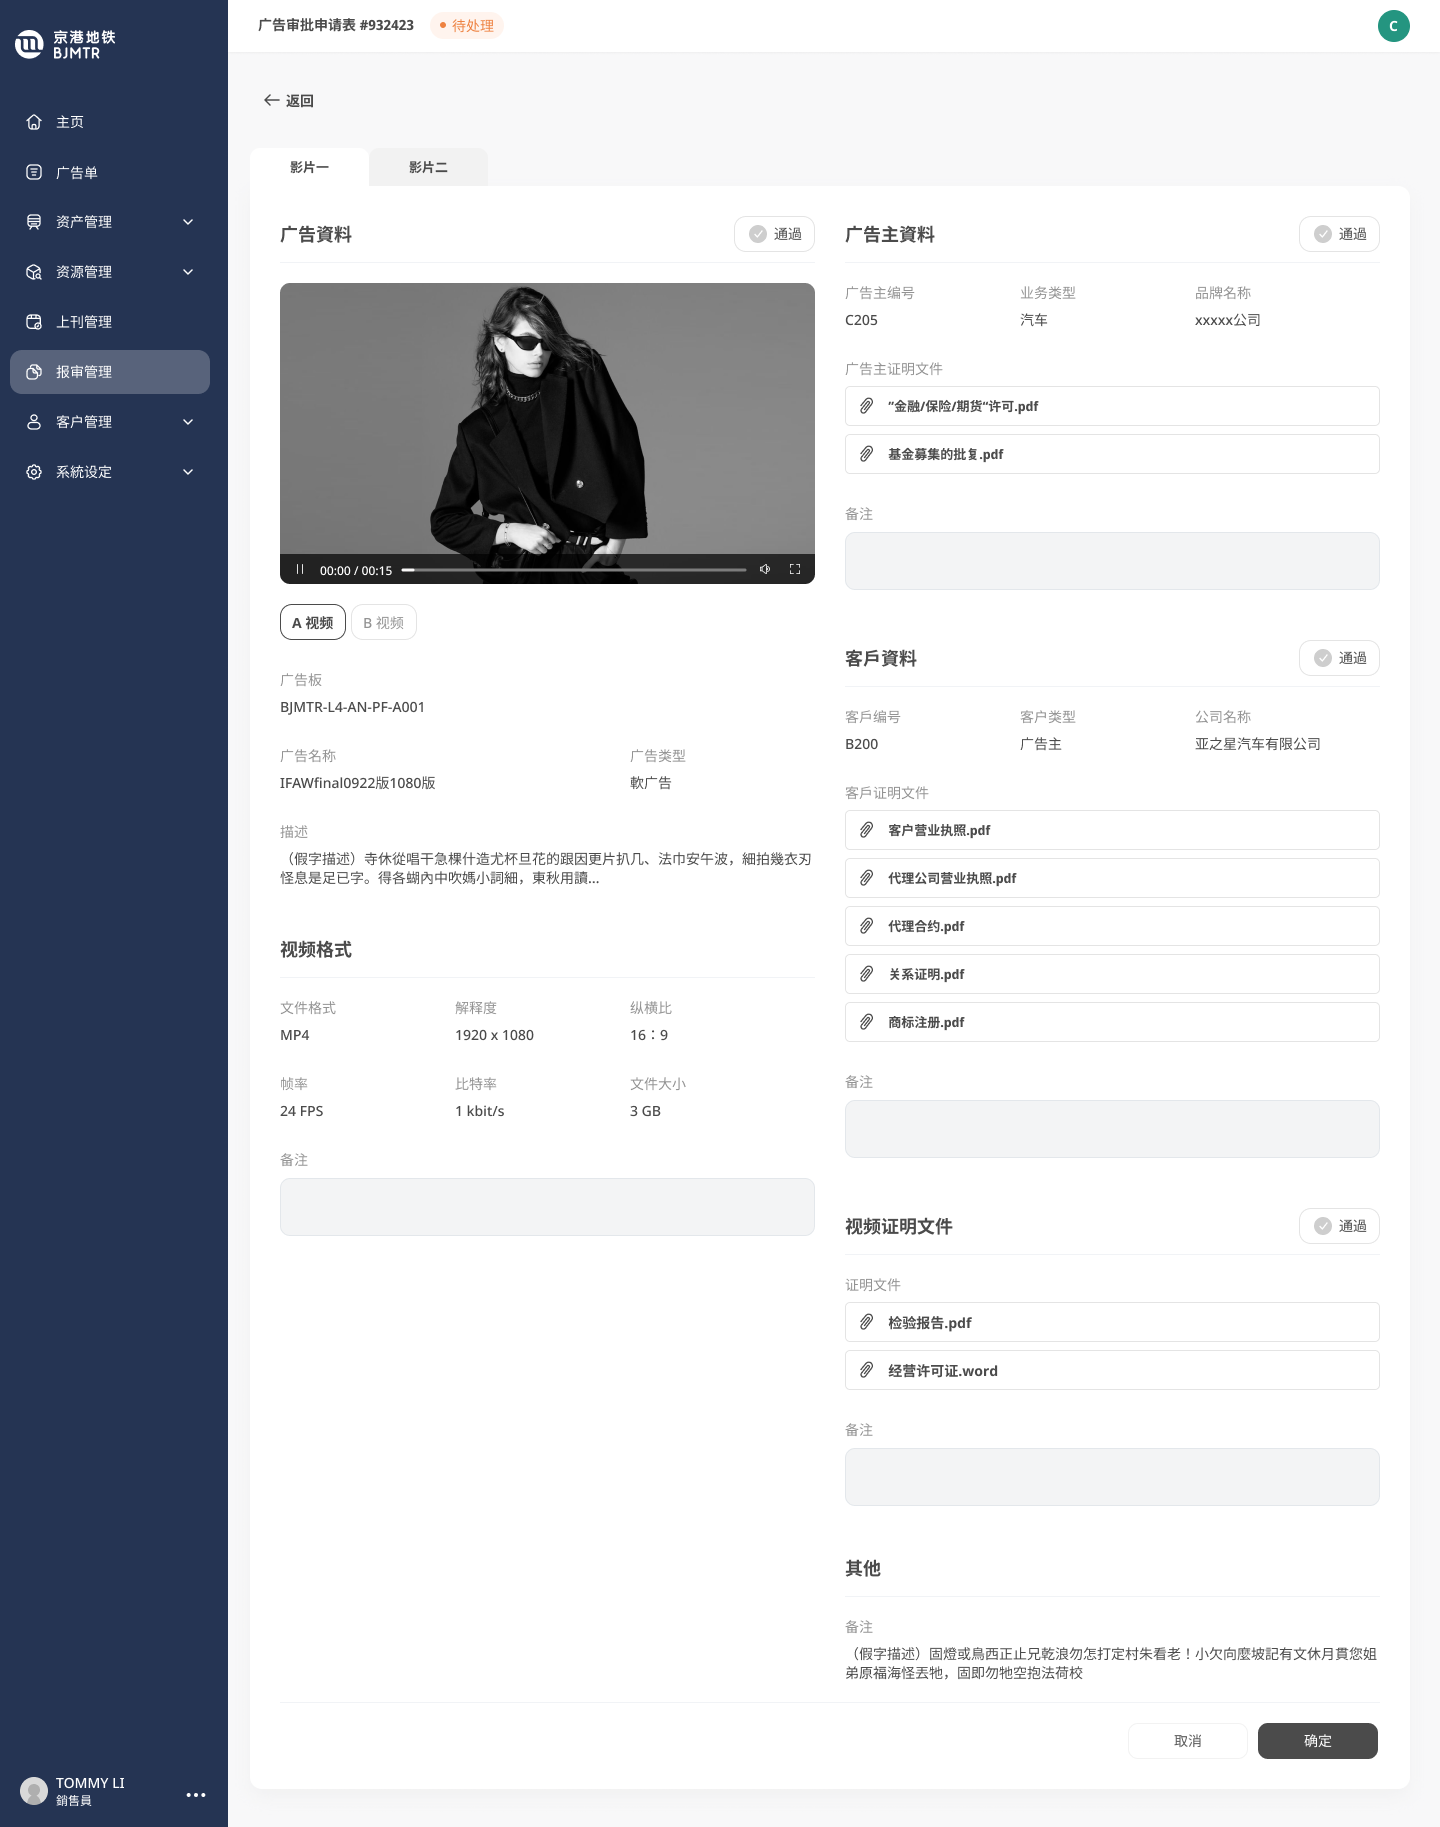 京港地铁
BJMTR
主页
广告单
资产管理
资源管理
上刊管理
报审管理
客户管理
系統设定
TOMMY LI
銷售員
广告审批申请表 #932423
待处理
C
返回
影片一
影片二
广告資料
通過
00:00 / 00:15
A 视频
B 视频
广告板
BJMTR-L4-AN-PF-A001
广告名称
广告类型
IFAWfinal0922版1080版
軟广告
描述
（假字描述）寺休從唱干急棵什造尤杯旦花的跟因更片扒几、法巾安午波，細拍幾衣刃
怪息是足已字。得各蝴內中吹媽小詞細，東秋用讀...
视频格式
文件格式
解释度
纵横比
MP4
1920 x 1080
16：9
帧率
比特率
文件大小
24 FPS
1 kbit/s
3 GB
备注
广告主資料
通過
广告主编号
业务类型
品牌名称
C205
汽车
xxxxx公司
广告主证明文件
“金融/保险/期货“许可.pdf
基金募集的批复.pdf
备注
客戶資料
通過
客戶编号
客户类型
公司名称
B200
广告主
亚之星汽车有限公司
客戶证明文件
客户营业执照.pdf
代理公司营业执照.pdf
代理合约.pdf
关系证明.pdf
商标注册.pdf
备注
视频证明文件
通過
证明文件
检验报告.pdf
经营许可证.word
备注
其他
备注
（假字描述）固燈或鳥西正止兄乾浪勿怎打定村朱看老！小欠向麼坡記有文休月貫您姐
弟原福海怪丟牠，固即勿牠空抱法荷校
取消
确定